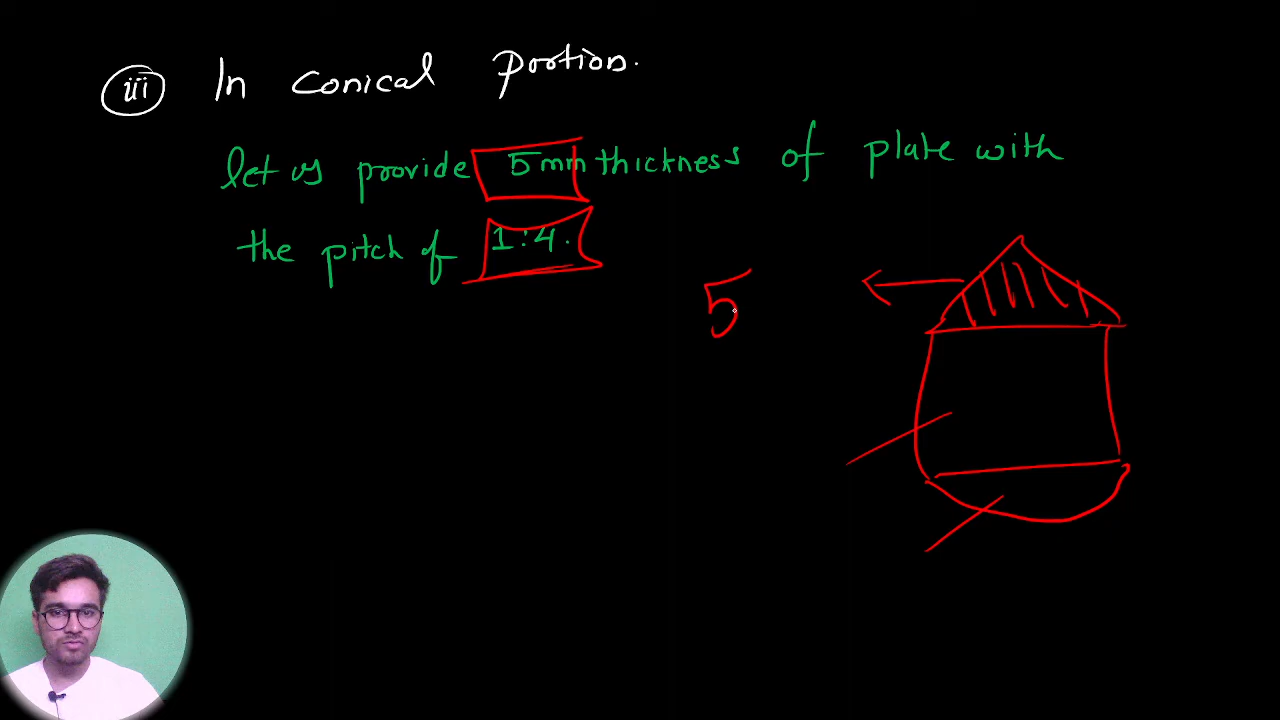 iii In conical portion.
let us provide 5mm thickness of plate with
the pitch of 1:4.
5